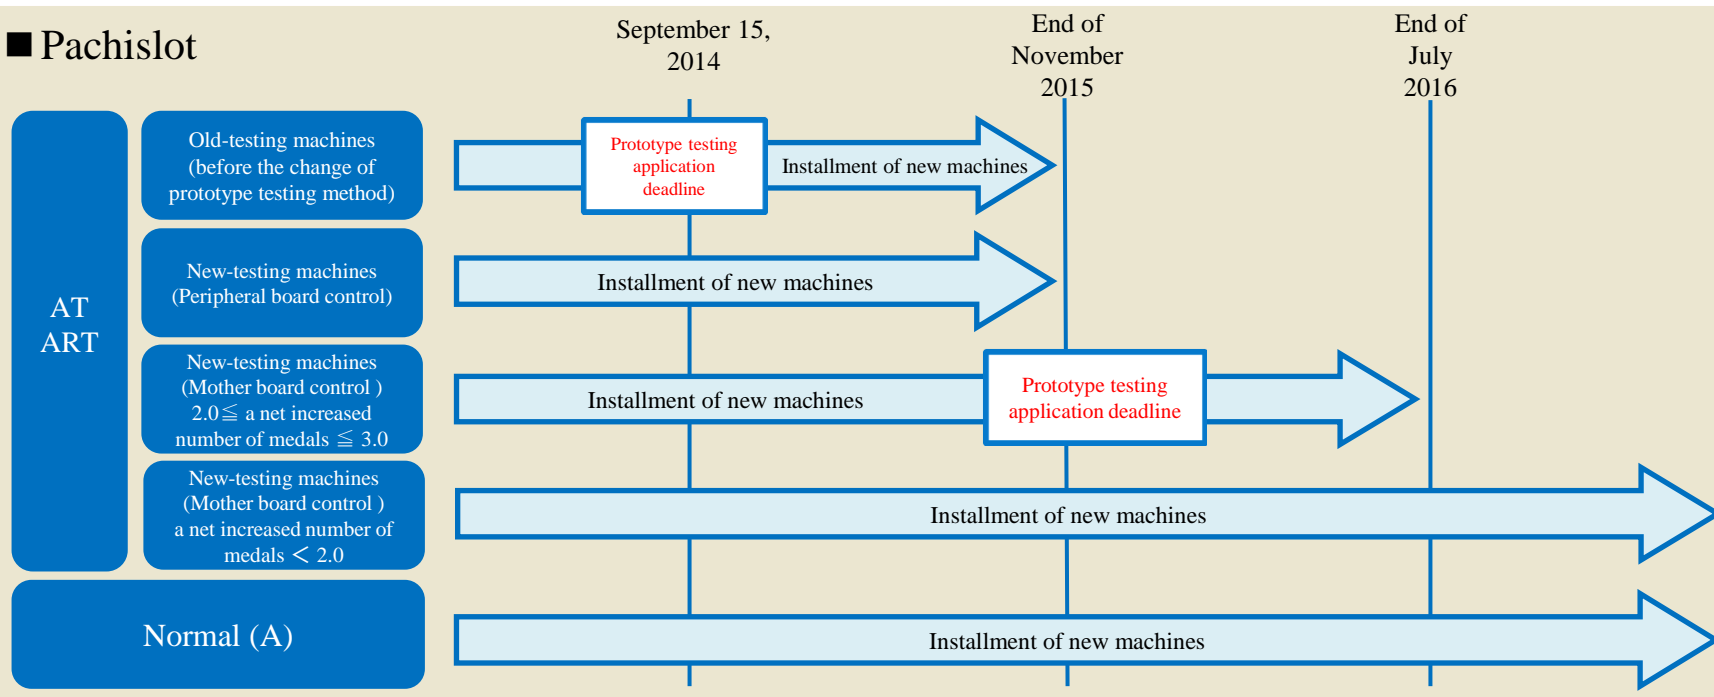 ■ Pachislot
September 15,
2014
End of
November
2015
End of
July
2016
AT
ART
Old-testing machines
(before the change of
prototype testing method)
Prototype testing
application
deadline
Installment of new machines
New-testing machines
(Peripheral board control)
Installment of new machines
New-testing machines
(Mother board control )
2.0≦ a net increased
number of medals ≦ 3.0
Installment of new machines
Prototype testing
application deadline
New-testing machines
(Mother board control )
a net increased number of
medals < 2.0
Installment of new machines
Normal (A)
Installment of new machines